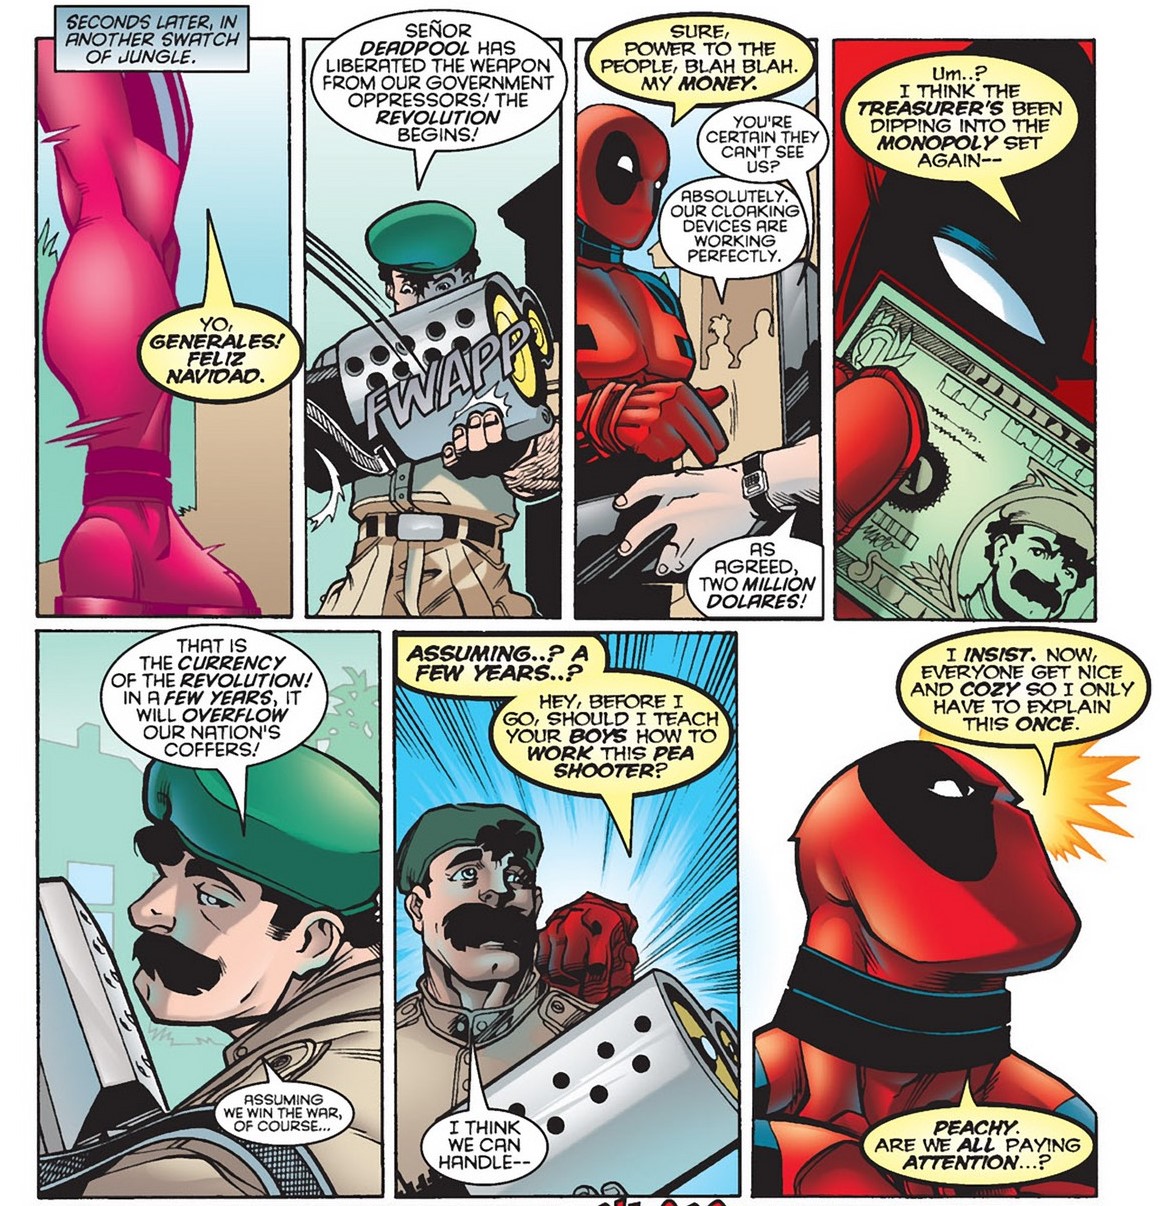 SECONDS LATER, IN
ANOTHER SWATCH
OF JUNGLE.
YO,
GENERALES!
FELIZ
NAVIDAD.
SEÑOR
DEADPOOL HAS
LIBERATED THE WEAPON
FROM OUR GOVERNMENT
OPPRESSORS! THE
REVOLUTION
BEGINS!
FWAPP
SURE,
POWER TO THE
PEOPLE, BLAH BLAH.
MY MONEY.
YOU'RE
CERTAIN THEY
CAN'T SEE
US?
ABSOLUTELY.
OUR CLOAKING
DEVICES ARE
WORKING
PERFECTLY.
AS
AGREED,
TWO MILLION
DOLARES!
Um..?
I THINK THE
TREASURER'S BEEN
DIPPING INTO THE
MONOPOLY SET
AGAIN--
THAT IS
THE CURRENCY
OF THE REVOLUTION!
IN A FEW YEARS, IT
WILL OVERFLOW
OUR NATION'S
COFFERS!
ASSUMING
WE WIN THE WAR,
OF COURSE...
ASSUMING..? A
FEW YEARS..?
HEY, BEFORE I
GO, SHOULD I TEACH
YOUR BOYS HOW TO
WORK THIS PEA
SHOOTER?
I THINK
WE CAN
HANDLE--
I INSIST. NOW,
EVERYONE GET NICE
AND COZY SO I ONLY
HAVE TO EXPLAIN
THIS ONCE.
PEACHY.
ARE WE ALL PAYING
ATTENTION...?